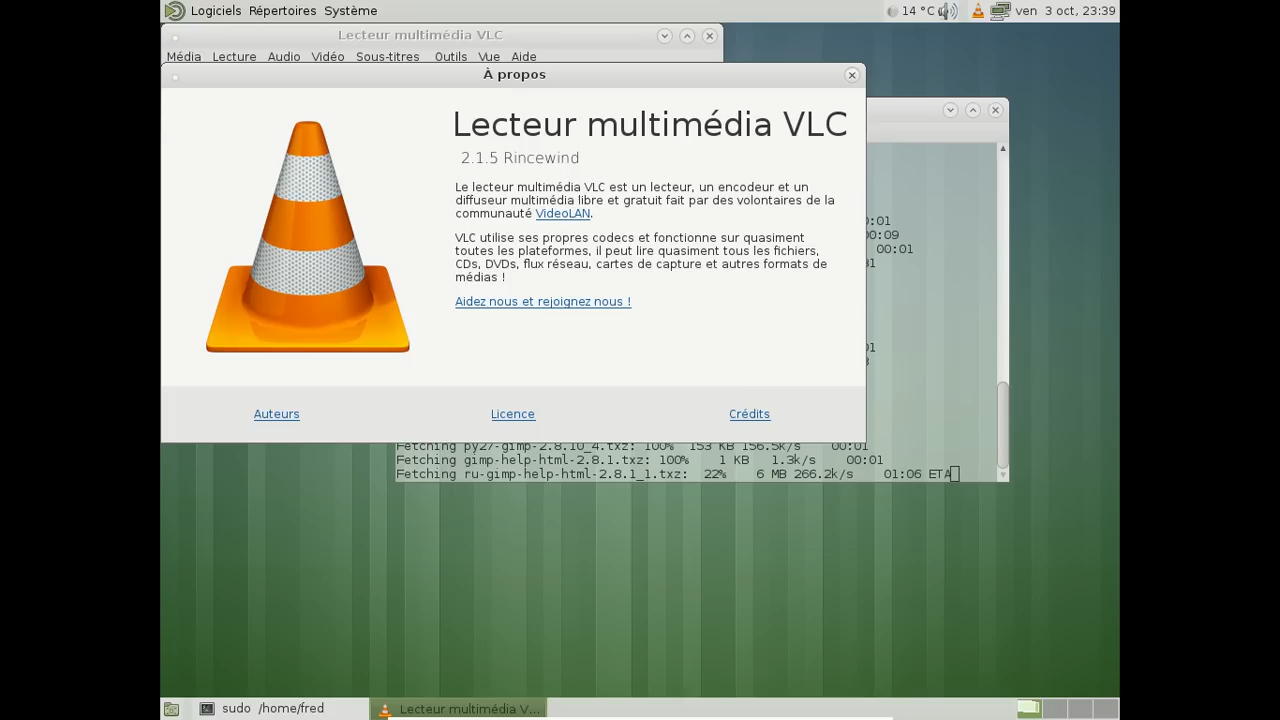 Logiciels Répertoires Système
14 °C
ven 3 oct, 23:39
Lecteur multimédia VLC
Média Lecture Audio Vidéo Sous-titres Outils Vue Aide
À propos
Lecteur multimédia VLC
2.1.5 Rincewind
Le lecteur multimédia VLC est un lecteur, un encodeur et un
diffuseur multimédia libre et gratuit fait par des volontaires de la
communauté VideoLAN.
VLC utilise ses propres codecs et fonctionne sur quasiment
toutes les plateformes, il peut lire quasiment tous les fichiers,
CDs, DVDs, flux réseau, cartes de capture et autres formats de
médias !
Aidez nous et rejoignez nous !
Auteurs Licence Crédits
00:01
Fetching py27-gimp-2.8.10_4.txz: 100% 153 KB 156.5k/s 00:01
Fetching gimp-help-html-2.8.1.txz: 100% 1 KB 1.3k/s 00:01
Fetching ru-gimp-help-html-2.8.1_1.txz: 22% 6 MB 266.2k/s 01:06 ETA
sudo /home/fred
Lecteur multimédia V...